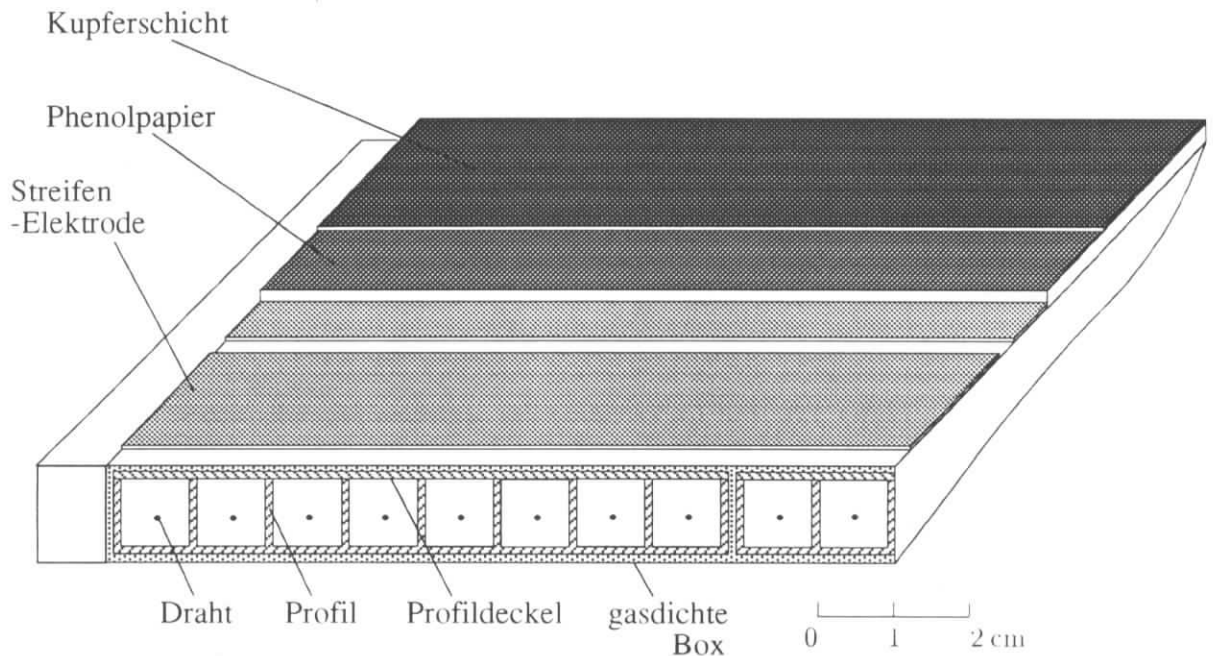 Kupferschicht
Phenolpapier
Streifen
-Elektrode
Draht
Profil
Profildeckel
gasdichte
Box
0 1 2 cm